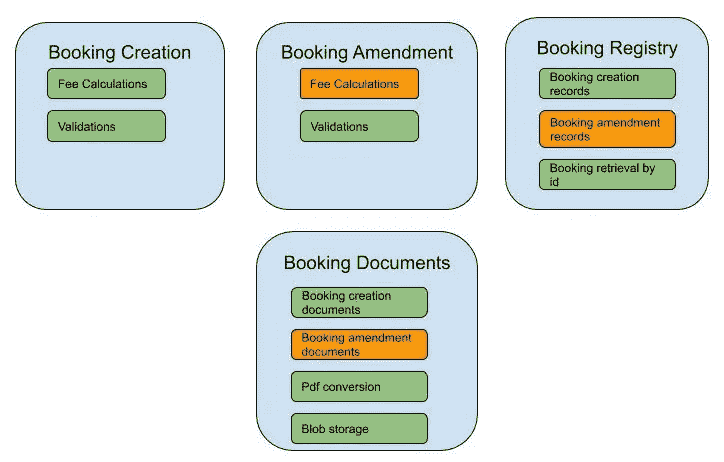 Booking Creation
Fee Calculations
Validations
Booking Amendment
Fee Calculations
Validations
Booking Registry
Booking creation
records
Booking amendment
records
Booking retrieval by
id
Booking Documents
Booking creation
documents
Booking amendment
documents
Pdf conversion
Blob storage